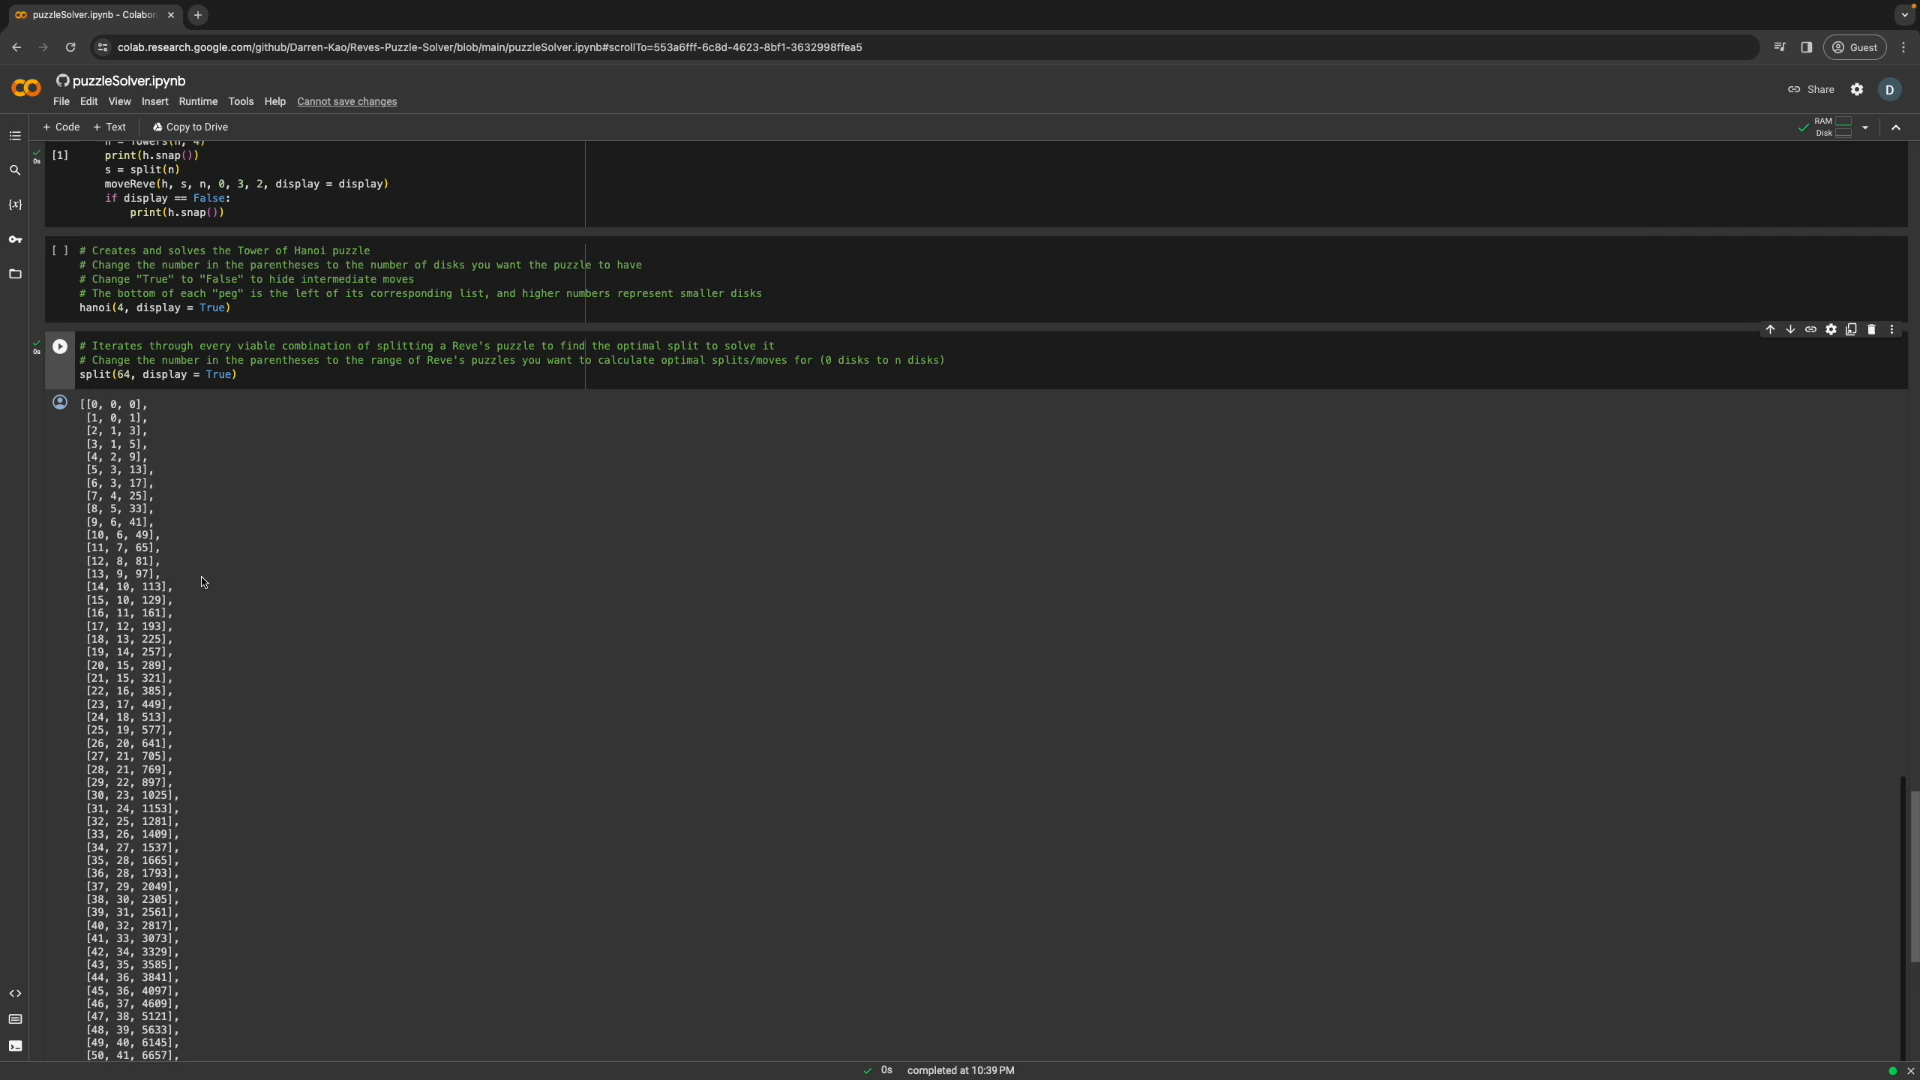 puzzleSolver.ipynb - Colabor
colab.research.google.com/github/Darren-Kao/Reves-Puzzle-Solver/blob/main/puzzleSolver.ipynb#scrollTo=553a6fff-6c8d-4623-8bf1-3632998ffea5
Guest
puzzleSolver.ipynb
File Edit View Insert Runtime Tools Help Cannot save changes
Share
D
+ Code + Text Copy to Drive
RAM
Disk
h = Towers(n, 4)
[1] print(h.snap())
0s
s = split(n)
moveReve(h, s, n, 0, 3, 2, display = display)
if display == False:
print(h.snap())
[ ] # Creates and solves the Tower of Hanoi puzzle
# Change the number in the parentheses to the number of disks you want the puzzle to have
# Change "True" to "False" to hide intermediate moves
# The bottom of each "peg" is the left of its corresponding list, and higher numbers represent smaller disks
hanoi(4, display = True)
0s
# Iterates through every viable combination of splitting a Reve's puzzle to find the optimal split to solve it
# Change the number in the parentheses to the range of Reve's puzzles you want to calculate optimal splits/moves for (0 disks to n disks)
split(64, display = True)
[[0, 0, 0],
[1, 0, 1],
[2, 1, 3],
[3, 1, 5],
[4, 2, 9],
[5, 3, 13],
[6, 3, 17],
[7, 4, 25],
[8, 5, 33],
[9, 6, 41],
[10, 6, 49],
[11, 7, 65],
[12, 8, 81],
[13, 9, 97],
[14, 10, 113],
[15, 10, 129],
[16, 11, 161],
[17, 12, 193],
[18, 13, 225],
[19, 14, 257],
[20, 15, 289],
[21, 15, 321],
[22, 16, 385],
[23, 17, 449],
[24, 18, 513],
[25, 19, 577],
[26, 20, 641],
[27, 21, 705],
[28, 21, 769],
[29, 22, 897],
[30, 23, 1025],
[31, 24, 1153],
[32, 25, 1281],
[33, 26, 1409],
[34, 27, 1537],
[35, 28, 1665],
[36, 28, 1793],
[37, 29, 2049],
[38, 30, 2305],
[39, 31, 2561],
[40, 32, 2817],
[41, 33, 3073],
[42, 34, 3329],
[43, 35, 3585],
[44, 36, 3841],
[45, 36, 4097],
[46, 37, 4609],
[47, 38, 5121],
[48, 39, 5633],
[49, 40, 6145],
[50, 41, 6657],
0s completed at 10:39 PM